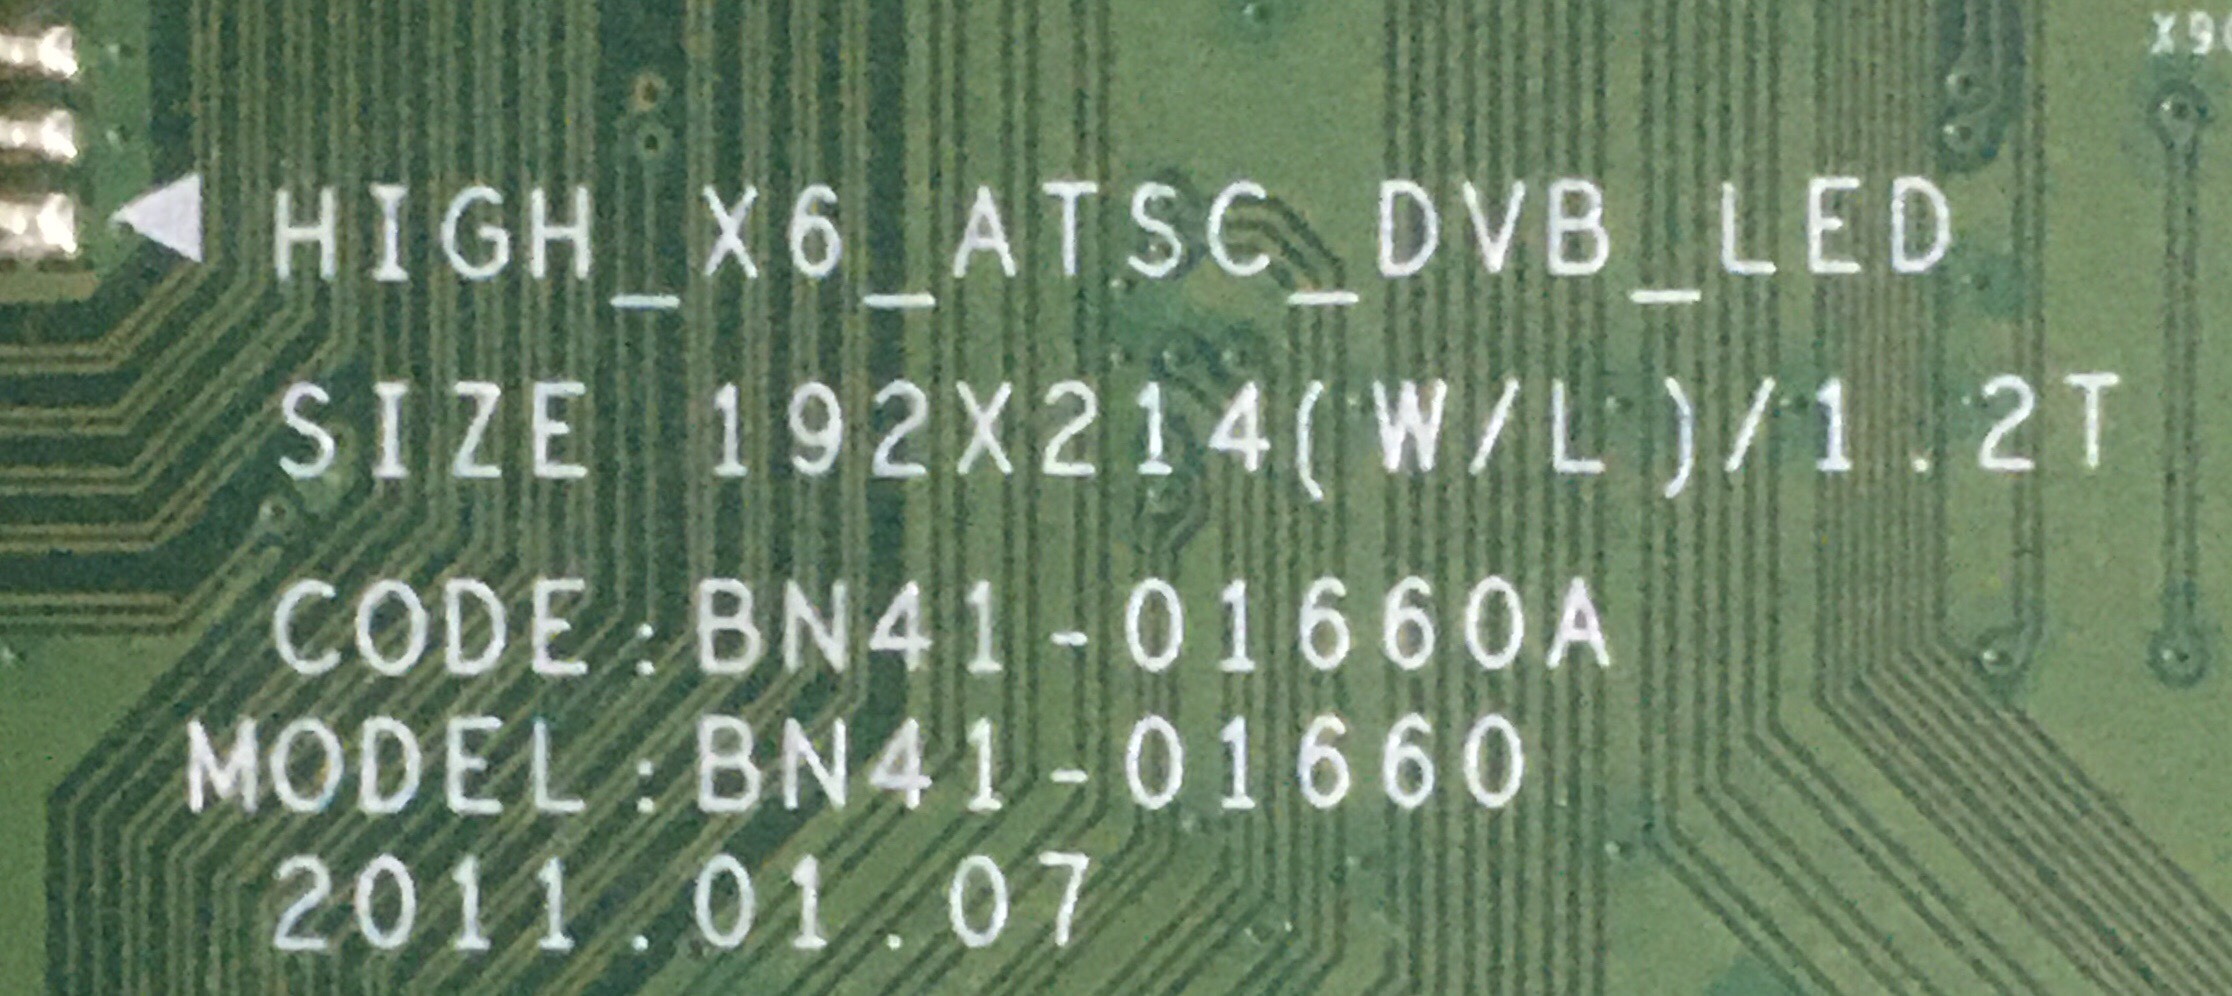 HIGH_X6_ATSC_DVB_LED
SIZE 192X214(W/L)/1.2T
CODE:BN41-01660A
MODEL:BN41-01660
2011.01.07